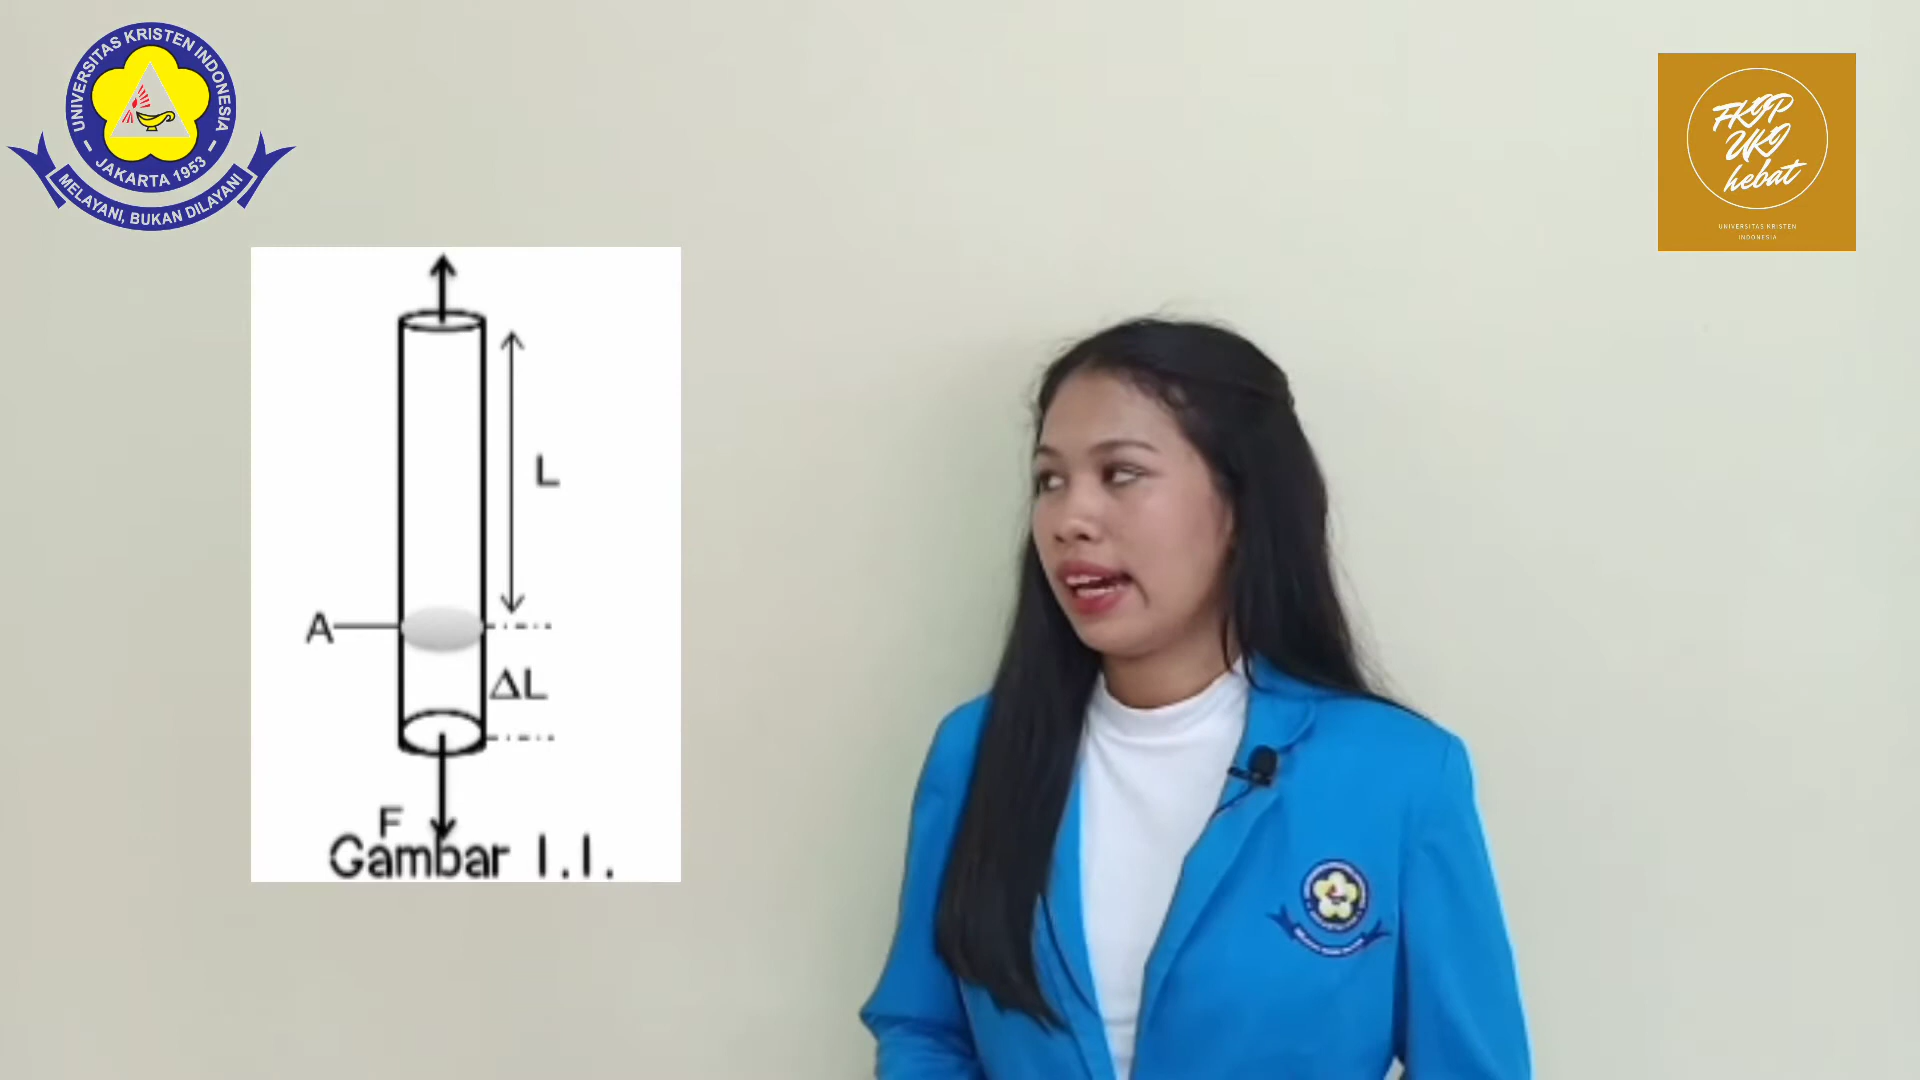 UNIVERSITAS KRISTEN INDONESIA
JAKARTA 1953
MELAYANI, BUKAN DILAYANI
FKIP
UKI
hebat
UNIVERSITAS KRISTEN
INDONESIA
L
A
ΔL
F
Gambar 1.1.